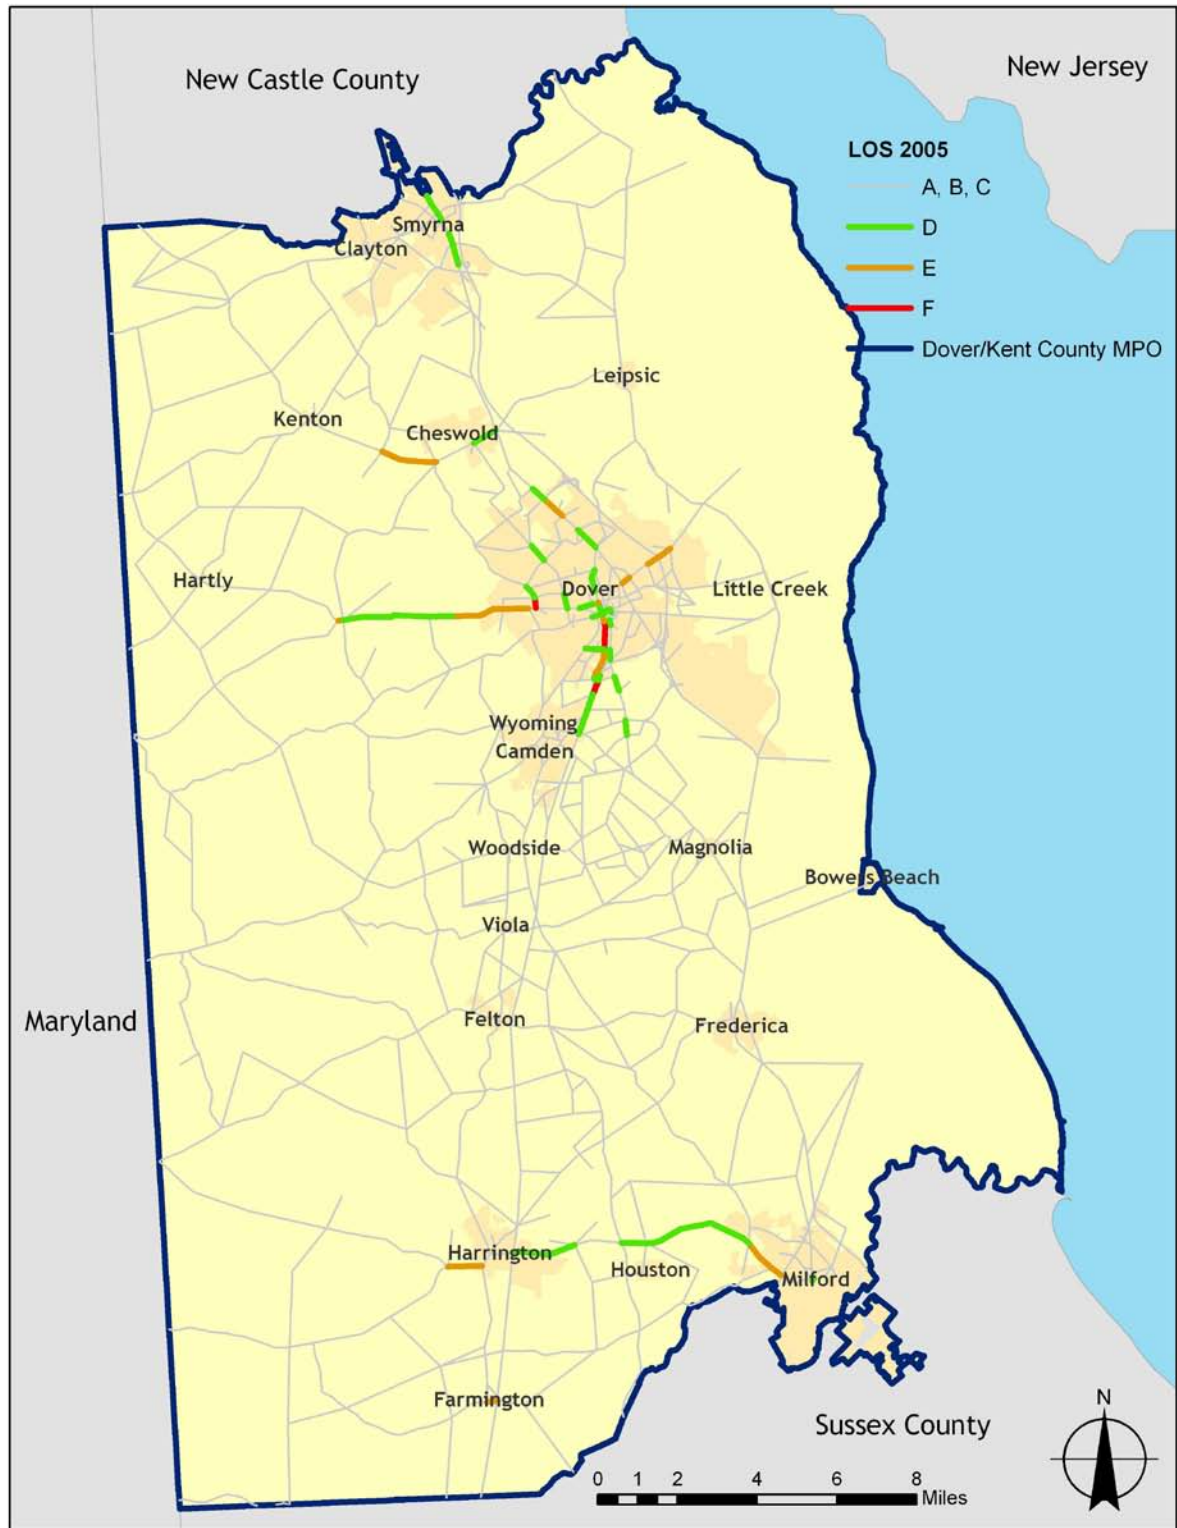 New Castle County
New Jersey
LOS 2005
A, B, C
D
E
F
Dover/Kent County MPO
Smyrna
Clayton
Leipsic
Kenton
Cheswold
Hartly
Dover
Little Creek
Wyoming
Camden
Woodside
Magnolia
Bowers Beach
Viola
Maryland
Felton
Frederica
Harrington
Houston
Milford
Farmington
Sussex County
N
0 1 2 4 6 8
Miles